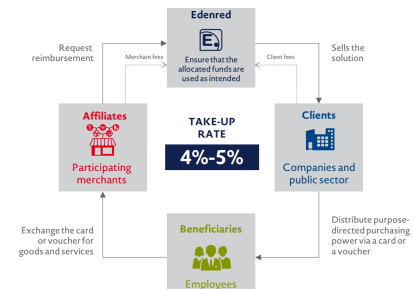 Edenred
E.
Ensure that the
allocated funds are
used as intended
Request
reimbursement
Merchant fees
Client fees
Sells the
solution
Affiliates
Participating
merchants
TAKE-UP
RATE
4%-5%
Clients
Companies and
public sector
Exchange the card
or voucher for
goods and services
Beneficiaries
Employees
Distribute purpose-
directed purchasing
power via a card or
a voucher